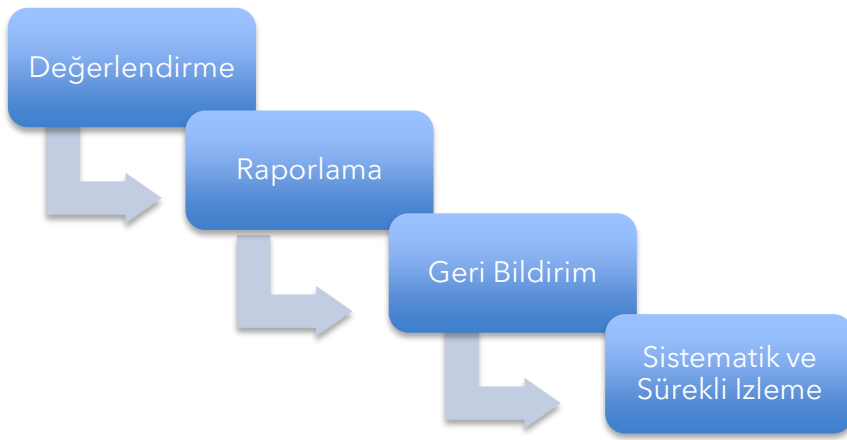 Değerlendirme
Raporlama
Geri Bildirim
Sistematik ve
Sürekli Izleme